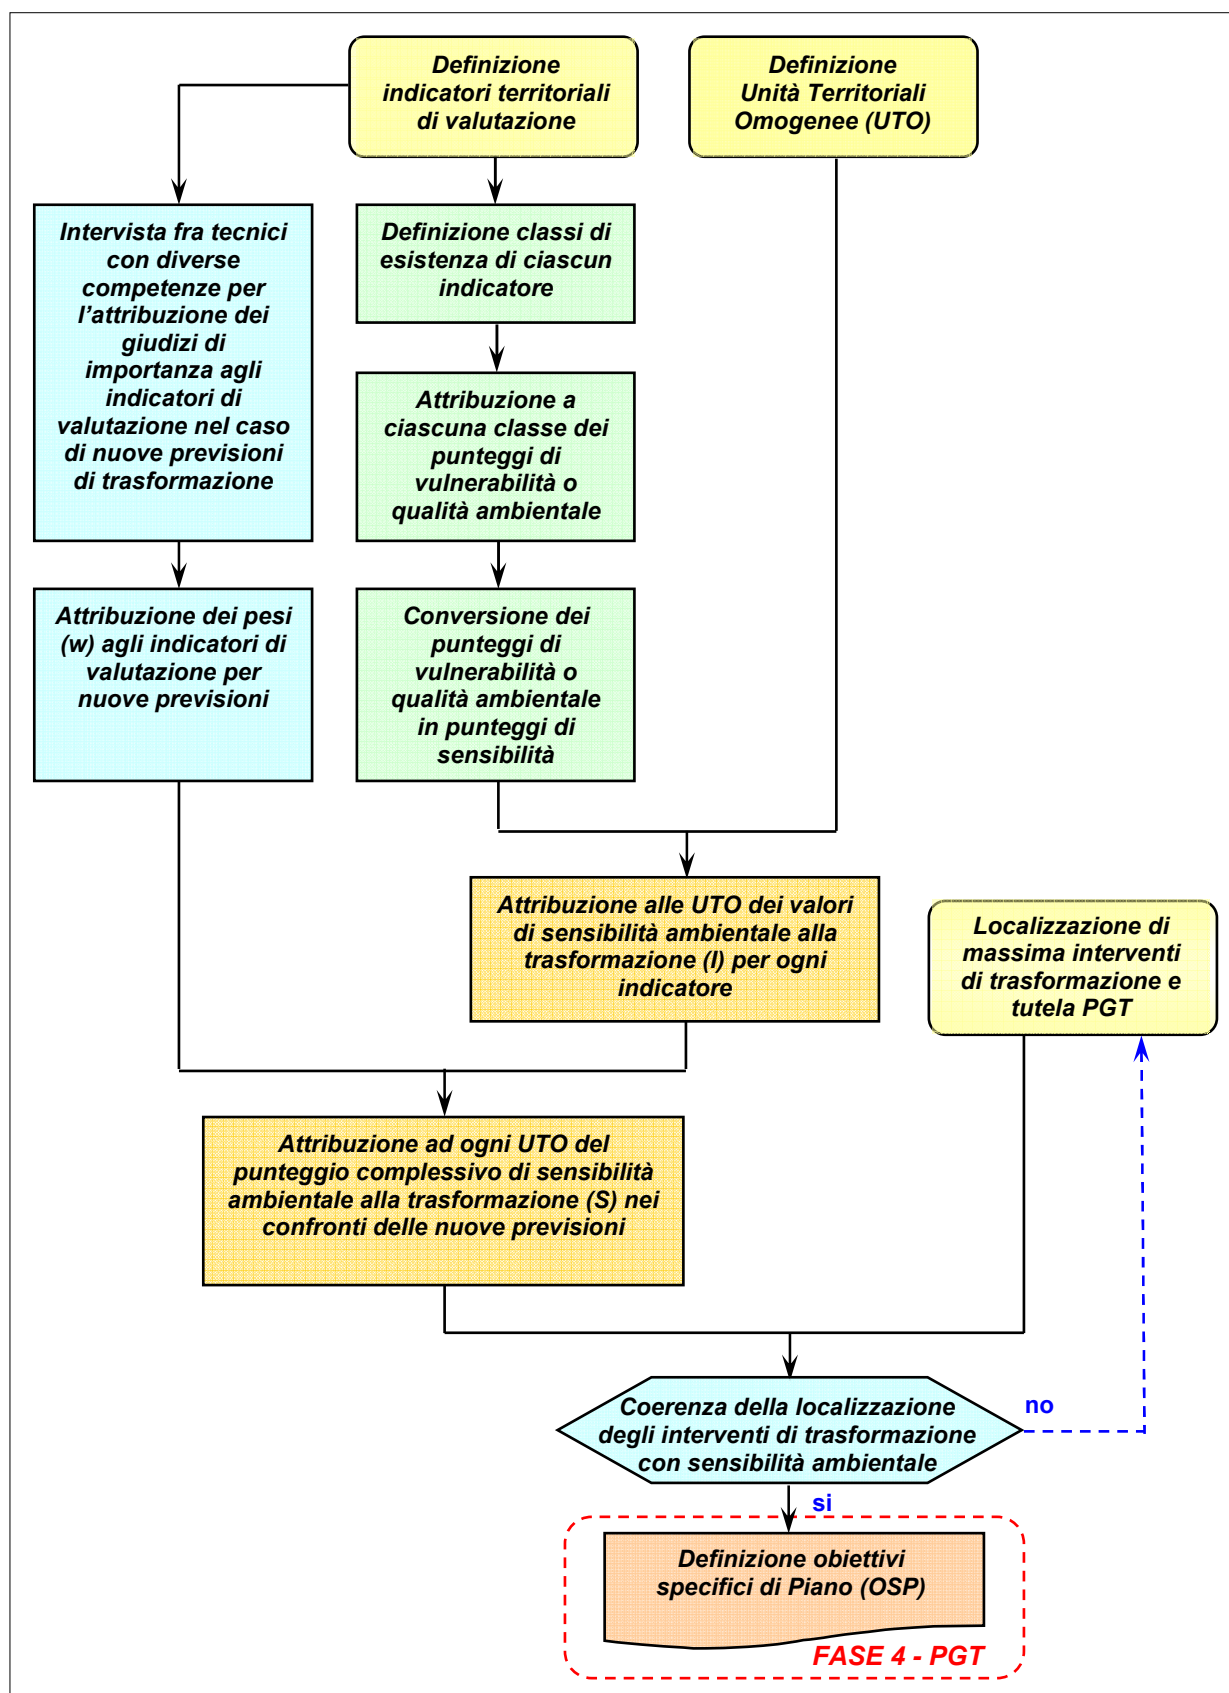 Definizione
indicatori territoriali
di valutazione
Definizione
Unità Territoriali
Omogenee (UTO)
Intervista fra tecnici
con diverse
competenze per
l’attribuzione dei
giudizi di
importanza agli
indicatori di
valutazione nel caso
di nuove previsioni
di trasformazione
Definizione classi di
esistenza di ciascun
indicatore
Attribuzione a
ciascuna classe dei
punteggi di
vulnerabilità o
qualità ambientale
Attribuzione dei pesi
(w) agli indicatori di
valutazione per
nuove previsioni
Conversione dei
punteggi di
vulnerabilità o
qualità ambientale
in punteggi di
sensibilità
Attribuzione alle UTO dei valori
di sensibilità ambientale alla
trasformazione (I) per ogni
indicatore
Localizzazione di
massima interventi
di trasformazione e
tutela PGT
Attribuzione ad ogni UTO del
punteggio complessivo di sensibilità
ambientale alla trasformazione (S) nei
confronti delle nuove previsioni
Coerenza della localizzazione
degli interventi di trasformazione
con sensibilità ambientale
no
si
Definizione obiettivi
specifici di Piano (OSP)
FASE 4 - PGT